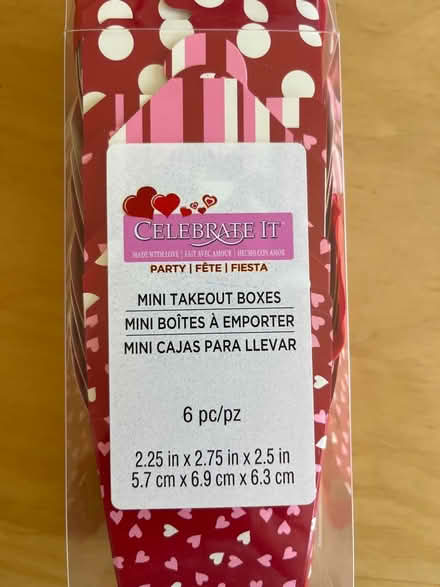 CELEBRATE IT®
MADE WITH LOVE | FAIT AVEC AMOUR | HECHO CON AMOR
PARTY | FÊTE | FIESTA
MINI TAKEOUT BOXES
MINI BOÎTES À EMPORTER
MINI CAJAS PARA LLEVAR
6 pc/pz
2.25 in x 2.75 in x 2.5 in
5.7 cm x 6.9 cm x 6.3 cm